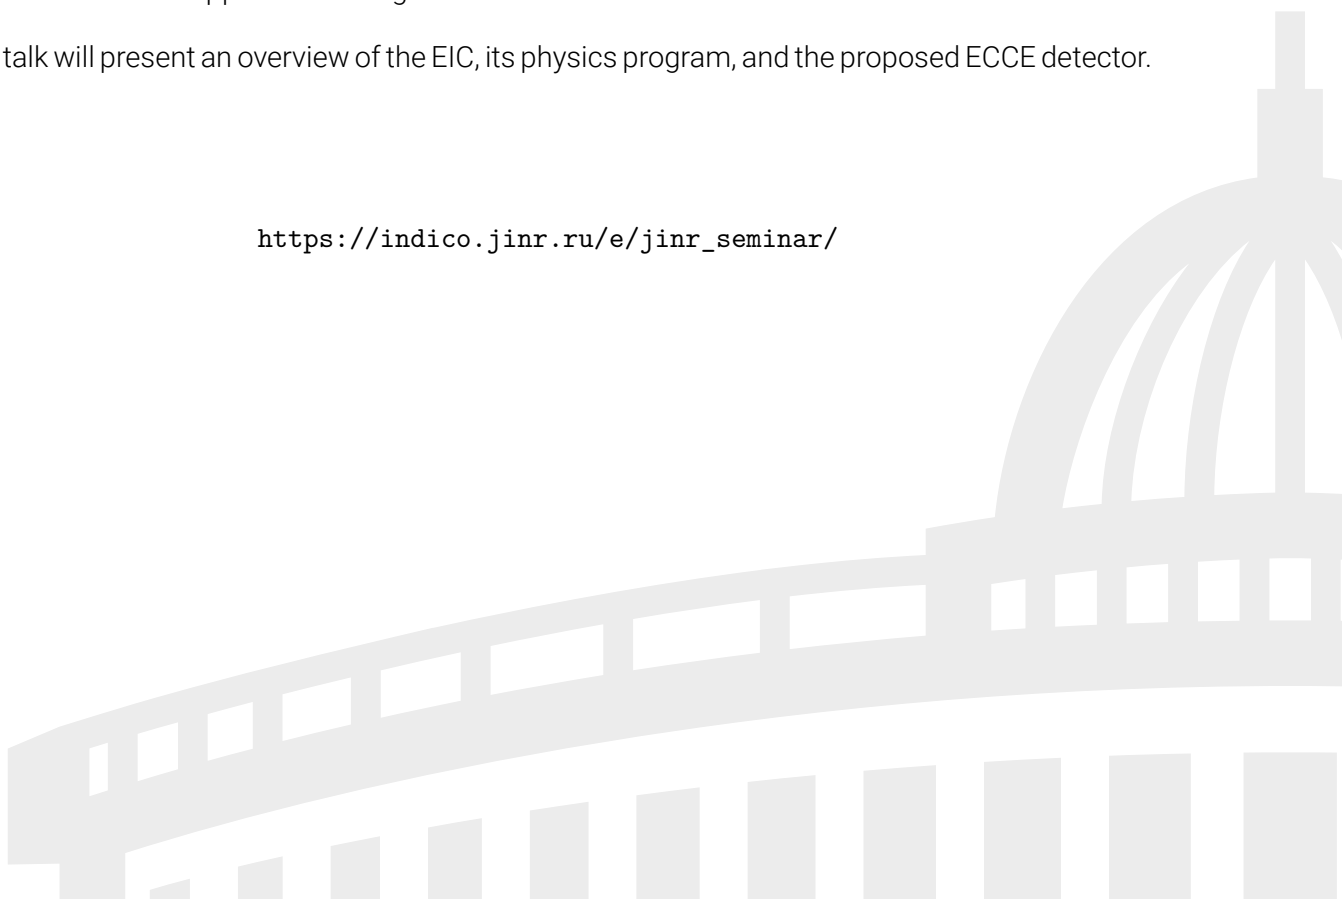 talk will present an overview of the EIC, its physics program, and the proposed ECCE detector.
https://indico.jinr.ru/e/jinr_seminar/